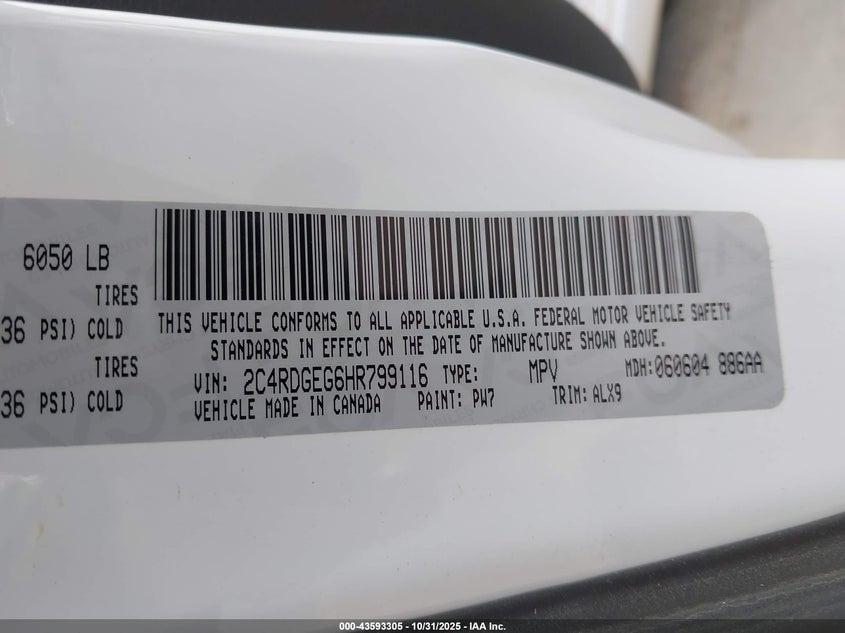 6050 LB
TIRES
36 PSI) COLD
TIRES
36 PSI) COLD
THIS VEHICLE CONFORMS TO ALL APPLICABLE U.S.A. FEDERAL MOTOR VEHICLE SAFETY
STANDARDS IN EFFECT ON THE DATE OF MANUFACTURE SHOWN ABOVE.
VIN: 2C4RDGEG6HR799116 TYPE: MPV MDH:060604 886AA
VEHICLE MADE IN CANADA PAINT: PW7 TRIM: ALX9
000-43593305 - 10/31/2025 - IAA Inc.